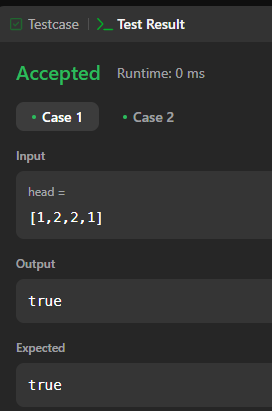 Testcase | Test Result
Accepted Runtime: 0 ms
• Case 1 • Case 2
Input
head =
[1,2,2,1]
Output
true
Expected
true